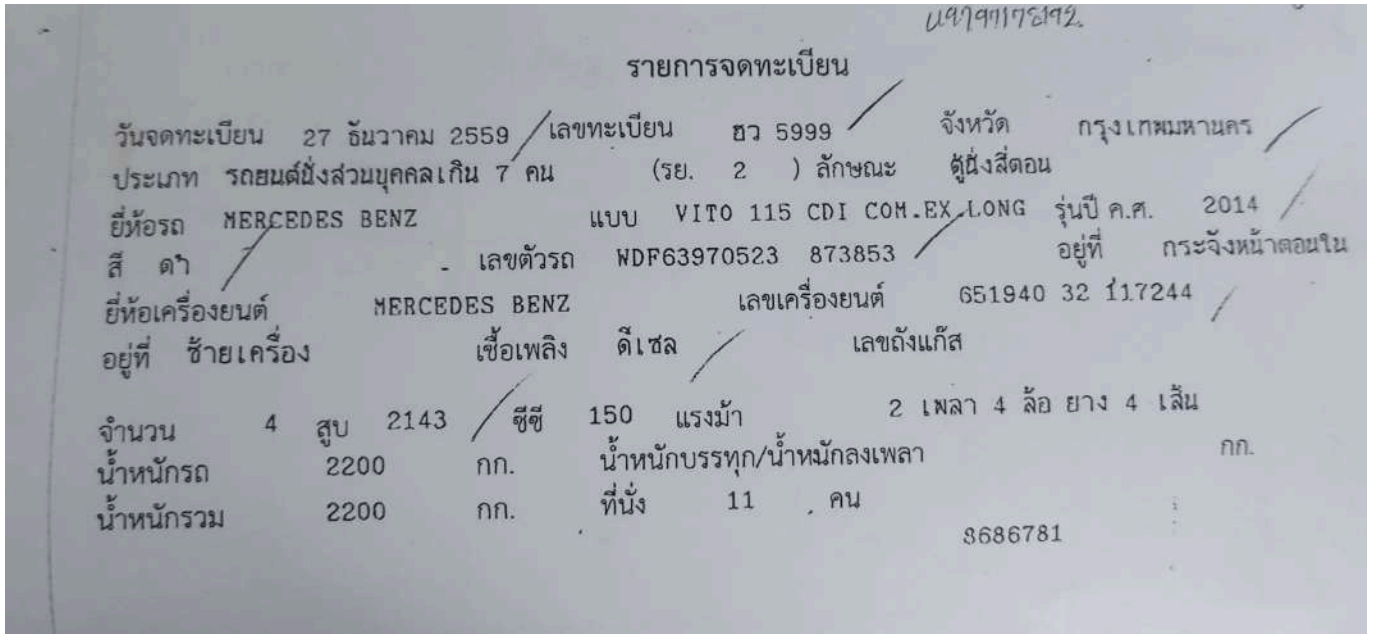 รายการจดทะเบียน
วันจดทะเบียน 27 ธันวาคม 2559 เลขทะเบียน ฮว 5999 จังหวัด กรุงเทพมหานคร
ประเภท รถยนต์นั่งส่วนบุคคลเกิน 7 คน (รย. 2 ) ลักษณะ ตู้นั่งสี่ตอน
ยี่ห้อรถ MERCEDES BENZ แบบ VITO 115 CDI COM.EX.LONG รุ่นปี ค.ศ. 2014
สี ดำ เลขตัวรถ WDF63970523 873853 อยู่ที่ กระจังหน้าตอนใน
ยี่ห้อเครื่องยนต์ MERCEDES BENZ เลขเครื่องยนต์ 651940 32 117244
อยู่ที่ ซ้ายเครื่อง เชื้อเพลิง ดีเซล เลขถังแก๊ส
จำนวน 4 สูบ 2143 ซีซี 150 แรงม้า 2 เพลา 4 ล้อ ยาง 4 เส้น
น้ำหนักรถ 2200 กก. น้ำหนักบรรทุก/น้ำหนักลงเพลา กก.
น้ำหนักรวม 2200 กก. ที่นั่ง 11 คน
8686781